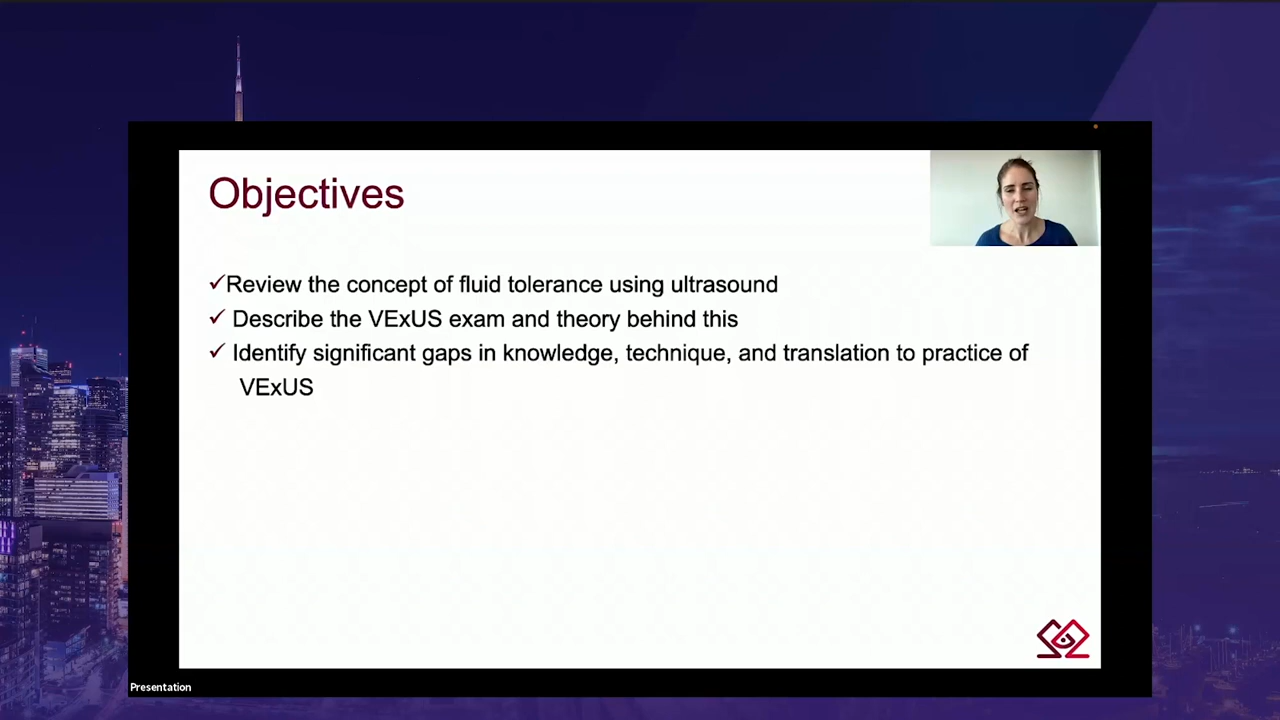 Objectives
✓Review the concept of fluid tolerance using ultrasound
✓ Describe the VExUS exam and theory behind this
✓ Identify significant gaps in knowledge, technique, and translation to practice of
VExUS
Presentation